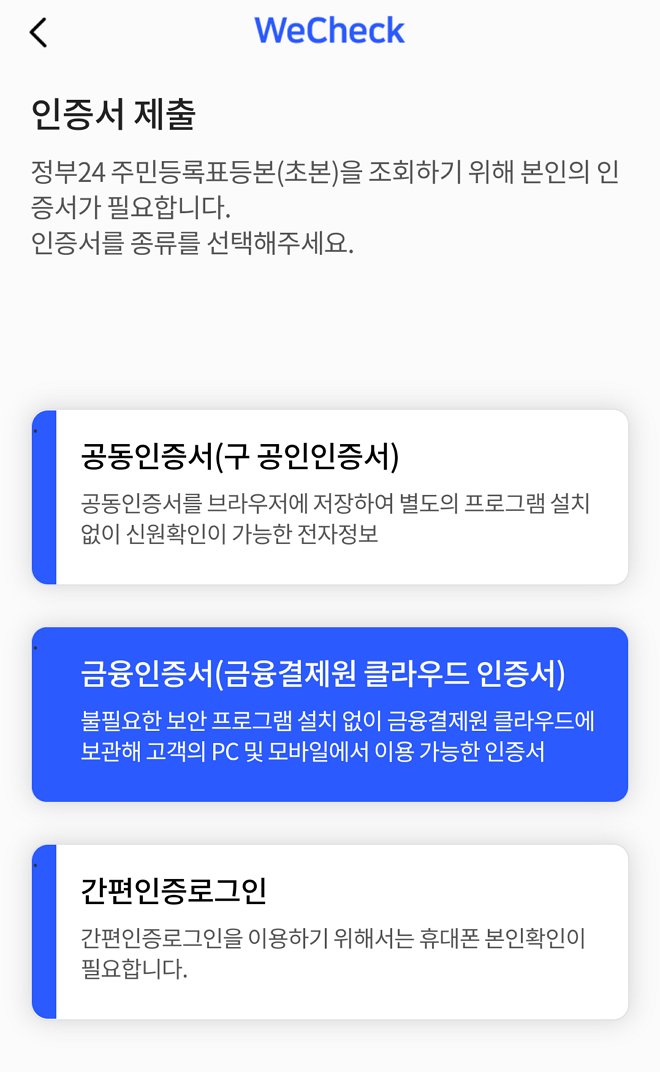 WeCheck
인증서 제출
정부24 주민등록표등본(초본)을 조회하기 위해 본인의 인
증서가 필요합니다.
인증서를 종류를 선택해주세요.
공동인증서(구 공인인증서)
공동인증서를 브라우저에 저장하여 별도의 프로그램 설치
없이 신원확인이 가능한 전자정보
금융인증서(금융결제원 클라우드 인증서)
불필요한 보안 프로그램 설치 없이 금융결제원 클라우드에
보관해 고객의 PC 및 모바일에서 이용 가능한 인증서
간편인증로그인
간편인증로그인을 이용하기 위해서는 휴대폰 본인확인이
필요합니다.